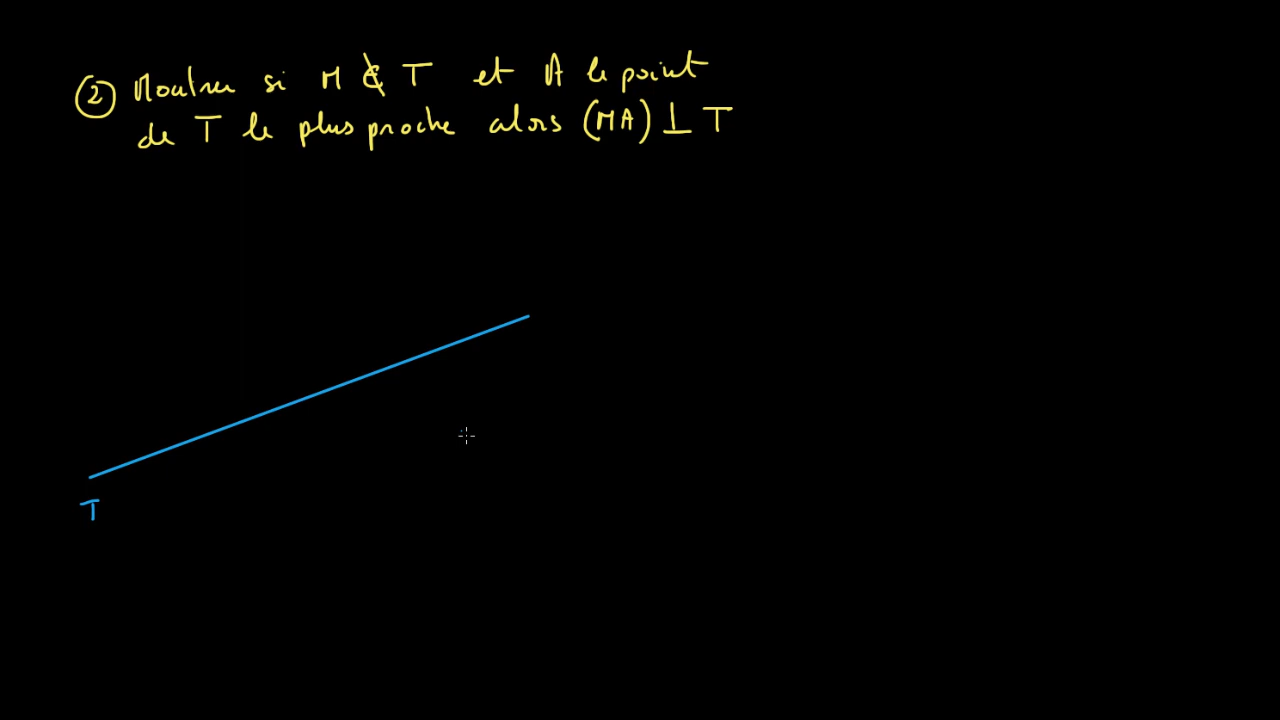 ② Montrer si M ∉ T et A le point
de T le plus proche alors (MA) ⊥ T
T